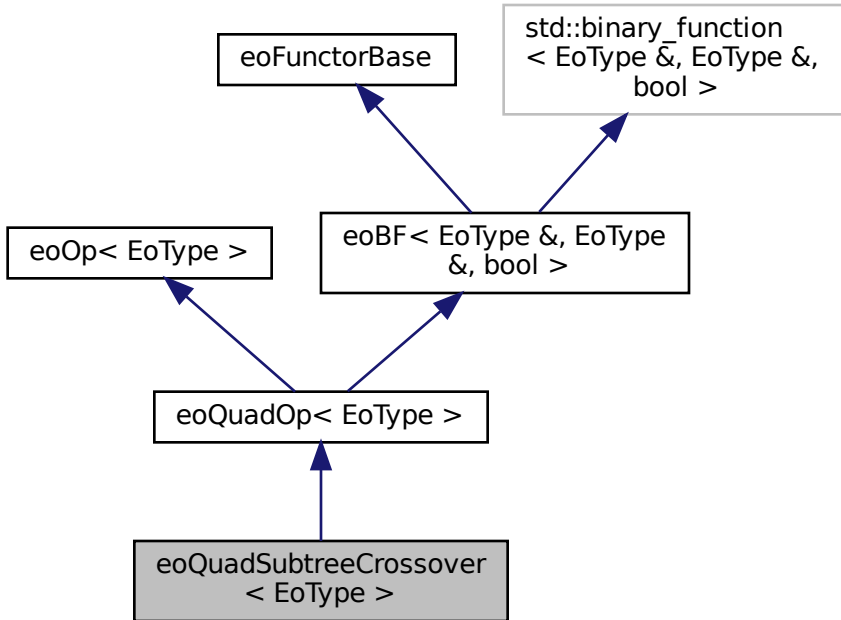 std::binary_function
< EoType &, EoType &,
bool >
eoFunctorBase
eoBF< EoType &, EoType
&, bool >
eoOp< EoType >
eoQuadOp< EoType >
eoQuadSubtreeCrossover
< EoType >